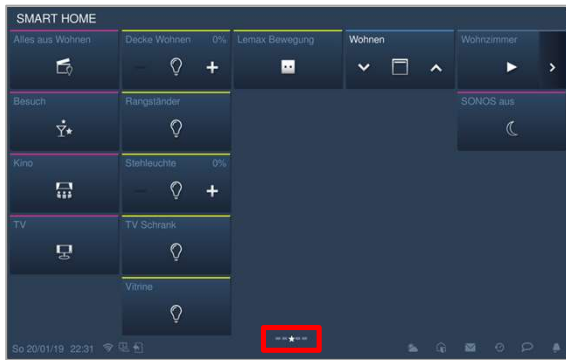 SMART HOME
Alles aus Wohnen
Decke Wohnen 0%
Lemax Bewegung
Wohnen
Wohnzimmer
Besuch
Rangständer
SONOS aus
Kino
Stehleuchte 0%
TV
TV Schrank
Vitrine
So 20/01/19 22:31